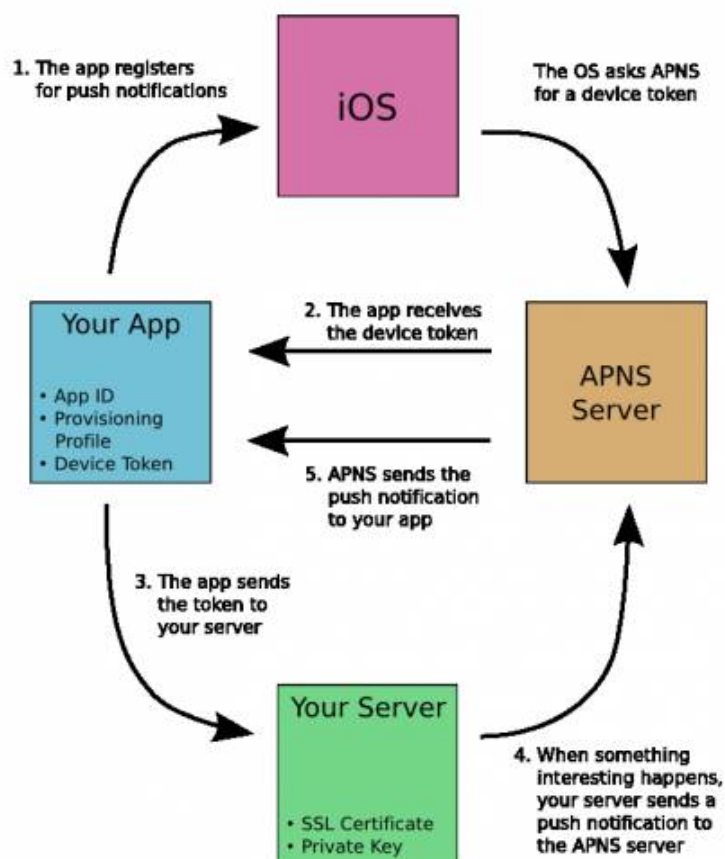 1. The app registers
for push notifications
iOS
The OS asks APNS
for a device token
Your App
• App ID
• Provisioning
Profile
• Device Token
2. The app receives
the device token
APNS
Server
5. APNS sends the
push notification
to your app
3. The app sends
the token to
your server
Your Server
• SSL Certificate
• Private Key
4. When something
interesting happens,
your server sends a
push notification to
the APNS server